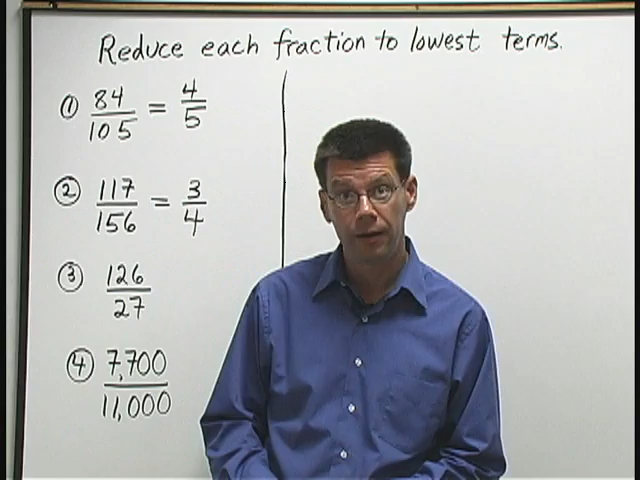 Reduce each fraction to lowest terms.
① 84/105 = 4/5
② 117/156 = 3/4
③ 126/27
④ 7,700/11,000